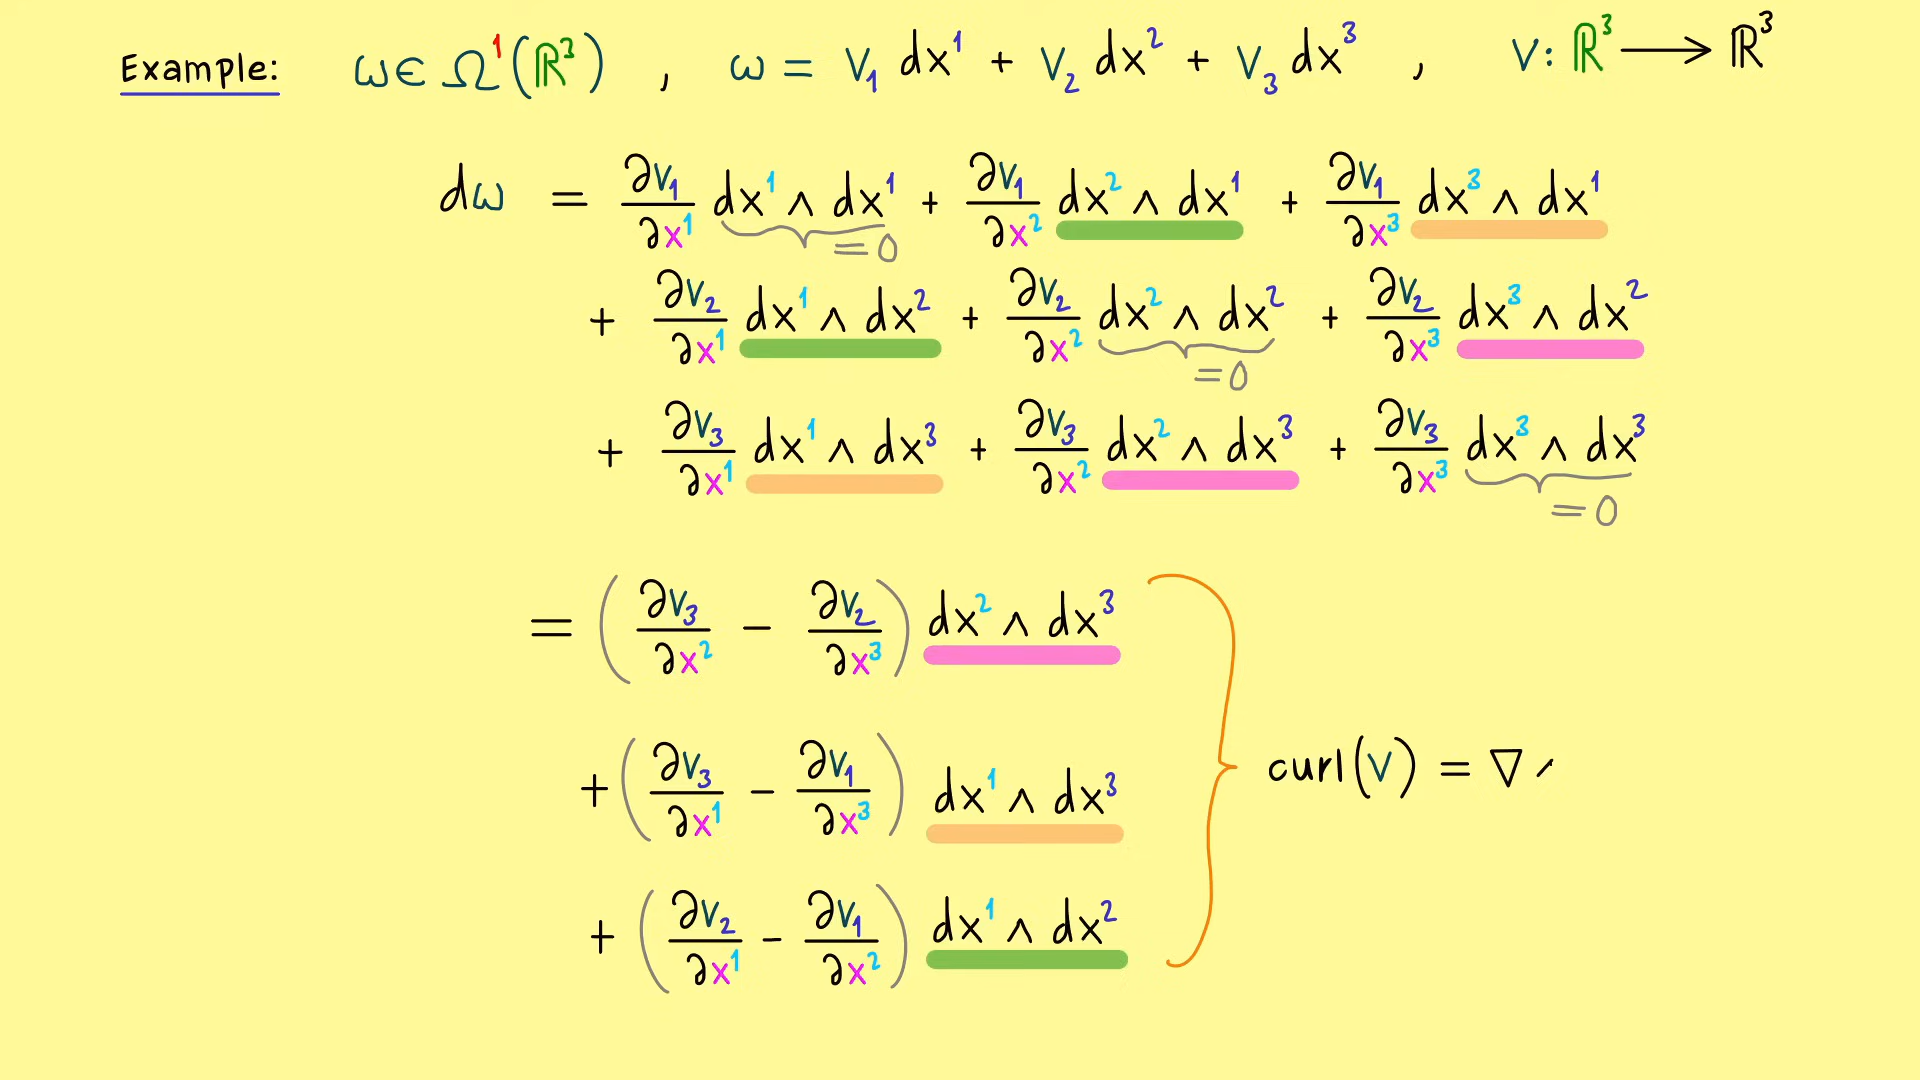 Example: ω ∈ Ω¹(ℝ³) , ω = v₁ dx¹ + v₂ dx² + v₃ dx³ , v: ℝ³ ⟶ ℝ³
dω = ∂v₁/∂x¹ dx¹ ∧ dx¹ + ∂v₁/∂x² dx² ∧ dx¹ + ∂v₁/∂x³ dx³ ∧ dx¹
= 0
+ ∂v₂/∂x¹ dx¹ ∧ dx² + ∂v₂/∂x² dx² ∧ dx² + ∂v₂/∂x³ dx³ ∧ dx²
= 0
+ ∂v₃/∂x¹ dx¹ ∧ dx³ + ∂v₃/∂x² dx² ∧ dx³ + ∂v₃/∂x³ dx³ ∧ dx³
= 0
= (∂v₃/∂x² − ∂v₂/∂x³) dx² ∧ dx³
+ (∂v₃/∂x¹ − ∂v₁/∂x³) dx¹ ∧ dx³
curl(v) = ∇
+ (∂v₂/∂x¹ − ∂v₁/∂x²) dx¹ ∧ dx²